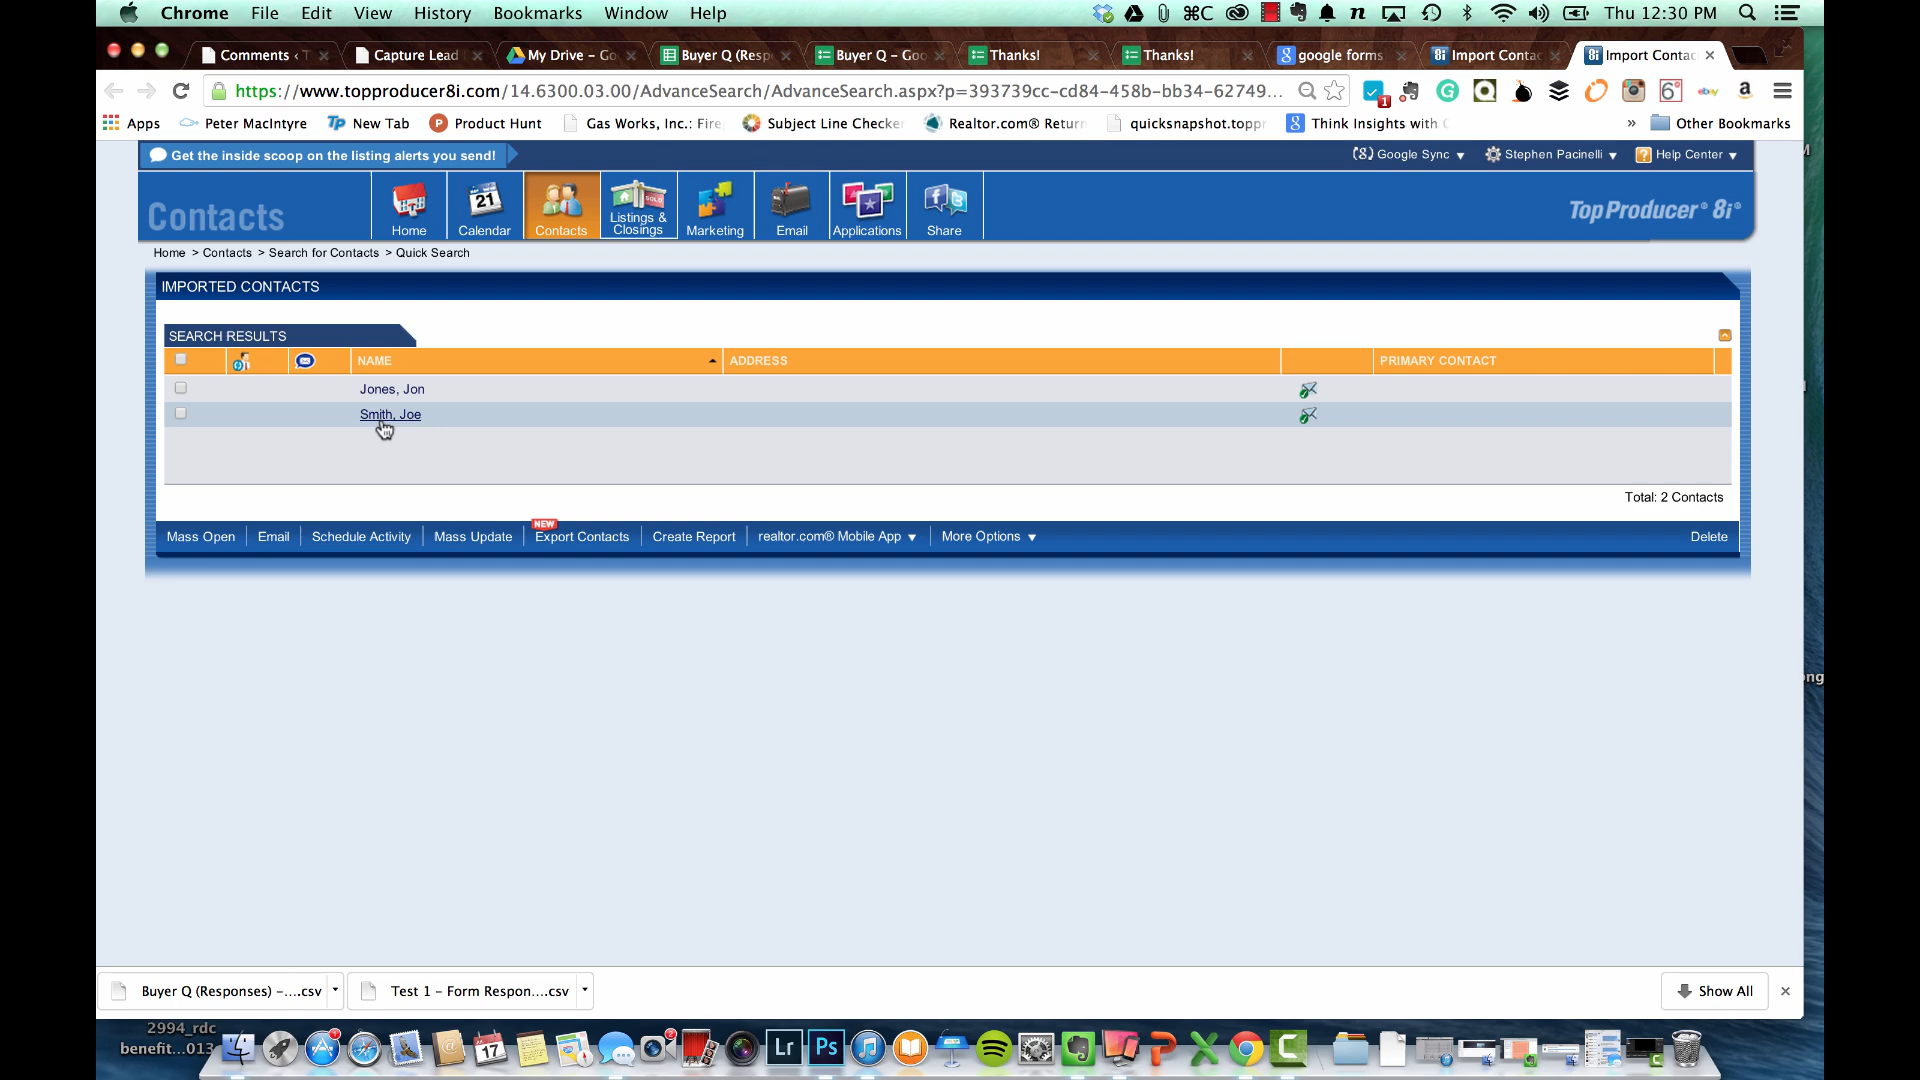 Chrome File Edit View History Bookmarks Window Help
⌘C Thu 12:30 PM
Comments ‹ T Capture Lead My Drive – Go Buyer Q (Resp Buyer Q – Goo Thanks! Thanks! google forms Import Contac Import Contac
https://www.topproducer8i.com/14.6300.03.00/AdvanceSearch/AdvanceSearch.aspx?p=393739cc-cd84-458b-bb34-62749...
1 6° ebay a
Apps Peter MacIntyre New Tab Product Hunt Gas Works, Inc.: Fire Subject Line Checker Realtor.com® Return quicksnapshot.toppr Think Insights with » Other Bookmarks
Get the inside scoop on the listing alerts you send!
Google Sync Stephen Pacinelli Help Center
Contacts
Home
Calendar
Contacts
Listings & Closings
Marketing
Email
Applications
Share
Top Producer® 8i®
Home > Contacts > Search for Contacts > Quick Search
IMPORTED CONTACTS
SEARCH RESULTS
NAME ADDRESS PRIMARY CONTACT
Jones, Jon
Smith, Joe
Total: 2 Contacts
NEW
Mass Open Email Schedule Activity Mass Update Export Contacts Create Report realtor.com® Mobile App More Options Delete
ong
Buyer Q (Responses) –....csv Test 1 – Form Respon....csv Show All
2994_rdc
benefit...013
17 Lr Ps